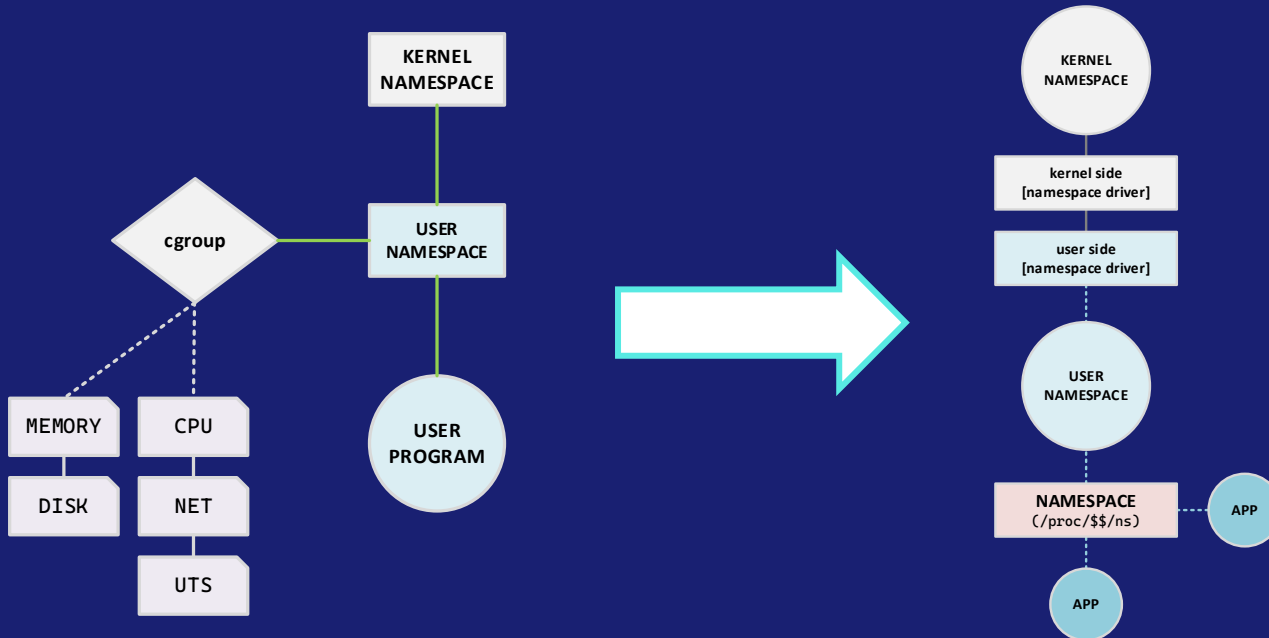 KERNEL
NAMESPACE
cgroup
USER
NAMESPACE
MEMORY
CPU
DISK
NET
UTS
USER
PROGRAM
KERNEL
NAMESPACE
kernel side
[namespace driver]
user side
[namespace driver]
USER
NAMESPACE
NAMESPACE
(/proc/$$/ns)
APP
APP